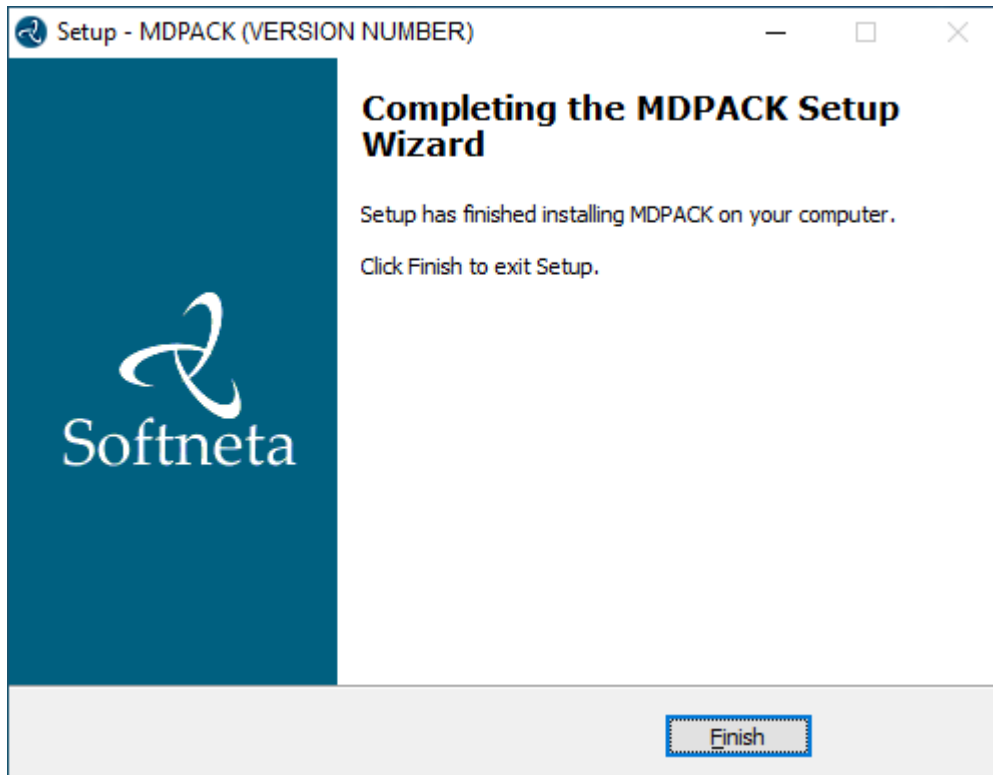 Setup - MDPACK (VERSION NUMBER)
Completing the MDPACK Setup
Wizard
Setup has finished installing MDPACK on your computer.
Click Finish to exit Setup.
Softneta
Finish